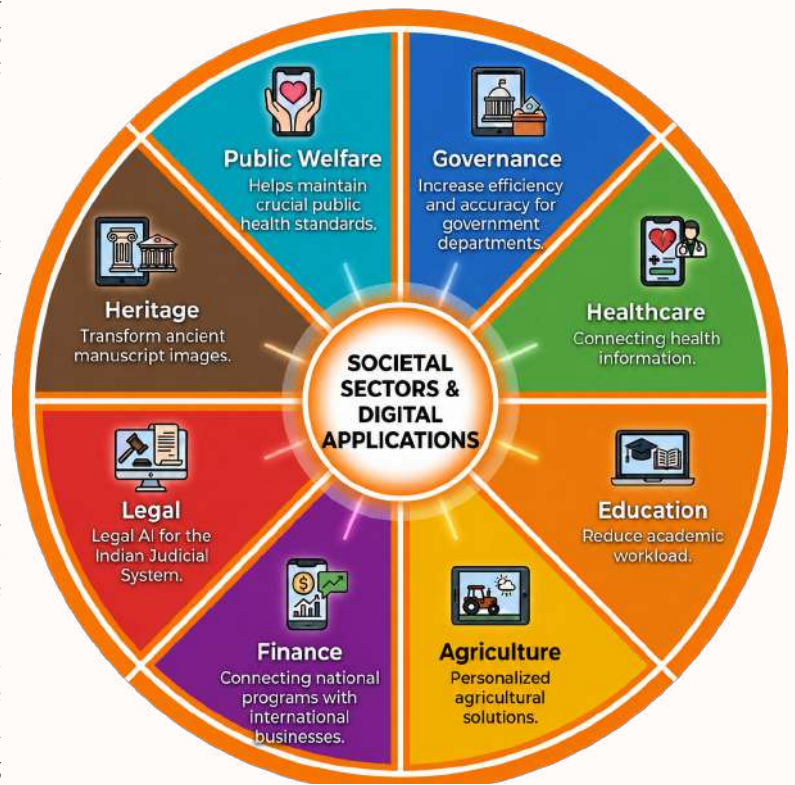 Public Welfare
Helps maintain
crucial public
health standards.
Governance
Increase efficiency
and accuracy for
government
departments.
Healthcare
Connecting health
information.
Education
Reduce academic
workload.
Agriculture
Personalized
agricultural
solutions.
Finance
Connecting national
programs with
international
businesses.
Legal
Legal AI for the
Indian Judicial
System.
Heritage
Transform ancient
manuscript images.
SOCIETAL
SECTORS &
DIGITAL
APPLICATIONS